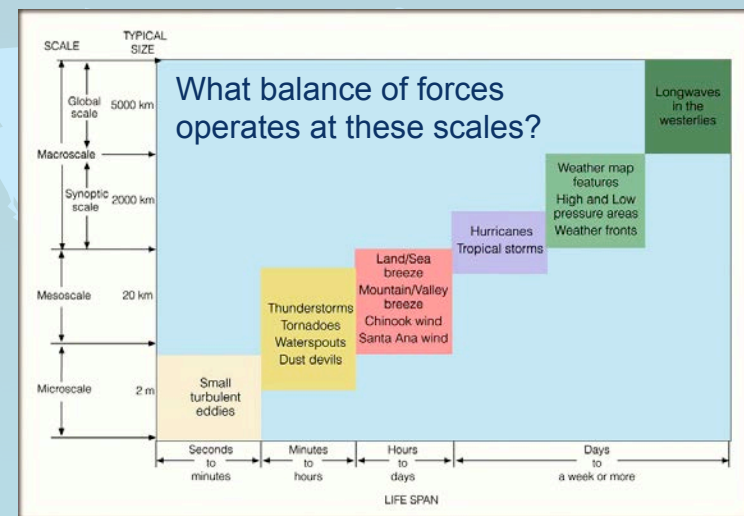 SCALE
TYPICAL
SIZE
What balance of forces
operates at these scales?
Global
scale
5000 km
Macroscale
Synoptic
scale
2000 km
Mesoscale
20 km
Microscale
2 m
Longwaves
in the
westerlies
Weather map
features
High and Low
pressure areas
Weather fronts
Hurricanes
Tropical storms
Land/Sea
breeze
Mountain/Valley
breeze
Chinook wind
Santa Ana wind
Thunderstorms
Tornadoes
Waterspouts
Dust devils
Small
turbulent
eddies
Seconds
to
minutes
Minutes
to
hours
Hours
to
days
Days
to
a week or more
LIFE SPAN